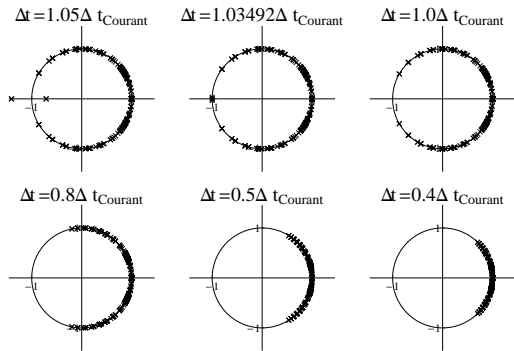 Δt=1.05Δ t_Courant Δt=1.03492Δ t_Courant Δt=1.0Δ t_Courant
-1 -1 -1
Δt=0.8Δ t_Courant Δt=0.5Δ t_Courant Δt=0.4Δ t_Courant
1 1
-1 -1 -1
-1 -1